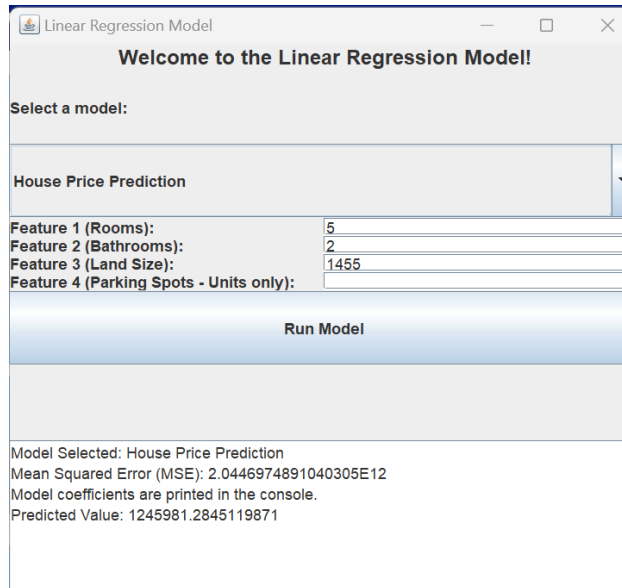 Linear Regression Model
Welcome to the Linear Regression Model!
Select a model:
House Price Prediction
Feature 1 (Rooms): 5
Feature 2 (Bathrooms): 2
Feature 3 (Land Size): 1455
Feature 4 (Parking Spots - Units only):
Run Model
Model Selected: House Price Prediction
Mean Squared Error (MSE): 2.0446974891040305E12
Model coefficients are printed in the console.
Predicted Value: 1245981.2845119871